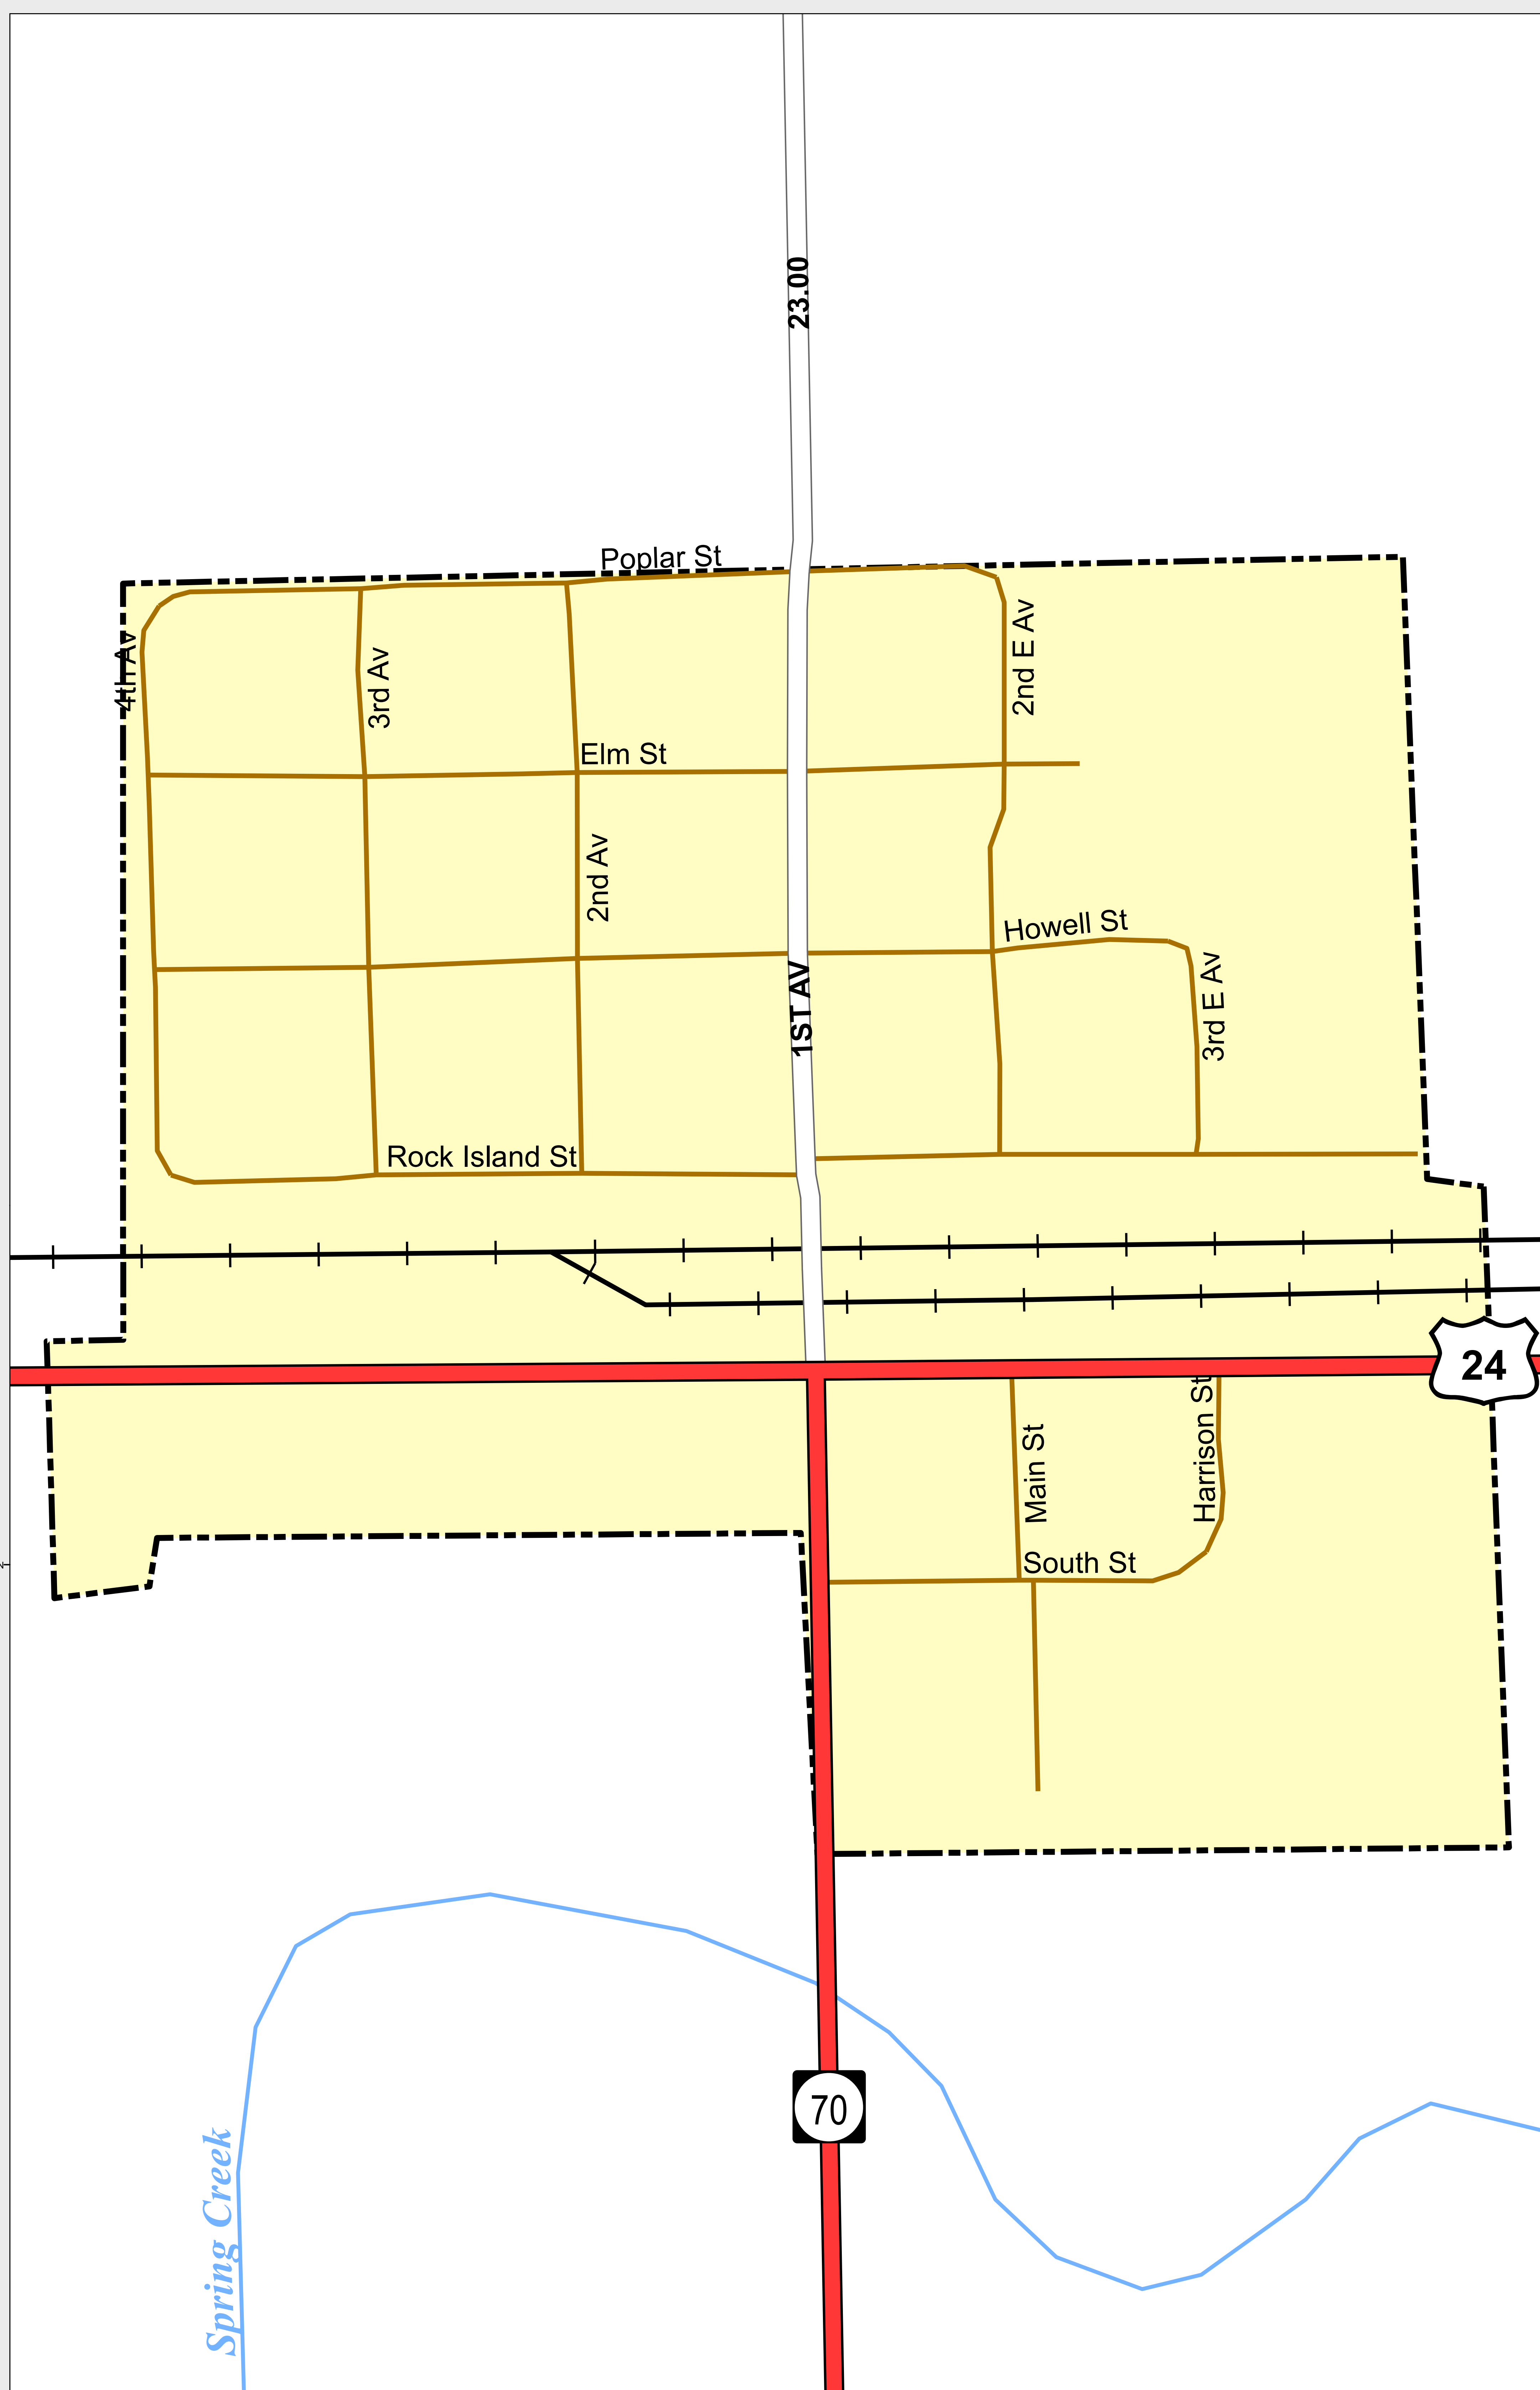 23.00
Poplar St
4th Av
3rd Av
2nd E Av
Elm St
2nd Av
Howell St
1ST AV
3rd E Av
Rock Island St
24
Main St
Harrison St
South St
70
Spring Creek